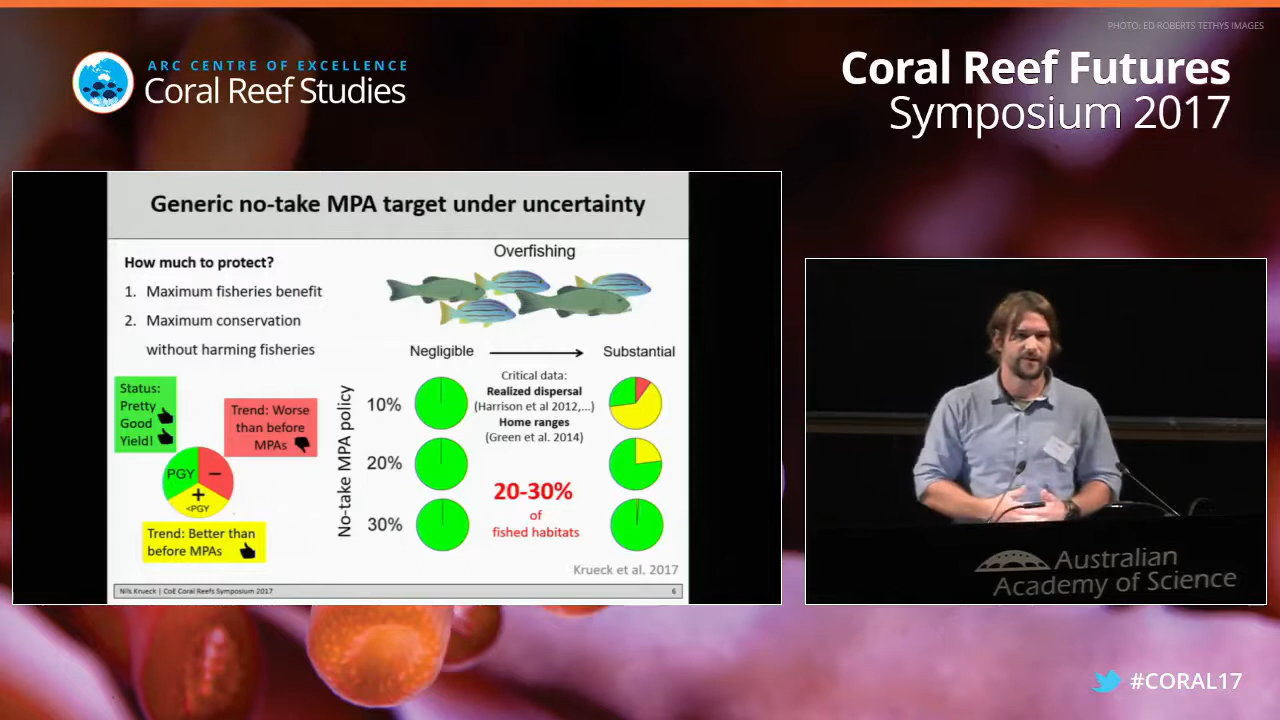 PHOTO: ED ROBERTS TETHYS IMAGES
ARC CENTRE OF EXCELLENCE
Coral Reef Studies
Coral Reef Futures
Symposium 2017
Generic no-take MPA target under uncertainty
How much to protect?
1. Maximum fisheries benefit
2. Maximum conservation
without harming fisheries
Overfishing
Negligible
Substantial
Status:
Pretty
Good
Yield!
Trend: Worse
than before
MPAs
PGY
−
+
<PGY
Trend: Better than
before MPAs
No-take MPA policy
10%
20%
30%
Critical data:
Realized dispersal
(Harrison et al 2012,...)
Home ranges
(Green et al. 2014)
20-30%
of
fished habitats
Krueck et al. 2017
Nils Krueck | CoE Coral Reefs Symposium 2017
6
Australian
Academy of Science
#CORAL17